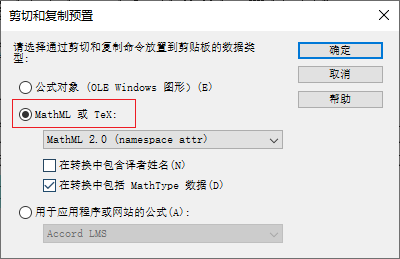 剪切和复制预置
请选择通过剪切和复制命令放置到剪贴板的数据类
型:
确定
公式对象 (OLE Windows 图形) (E)
取消
MathML 或 TeX:
帮助
MathML 2.0 (namespace attr)
在转换中包含译者姓名(N)
在转换中包括 MathType 数据(D)
用于应用程序或网站的公式(A):
Accord LMS